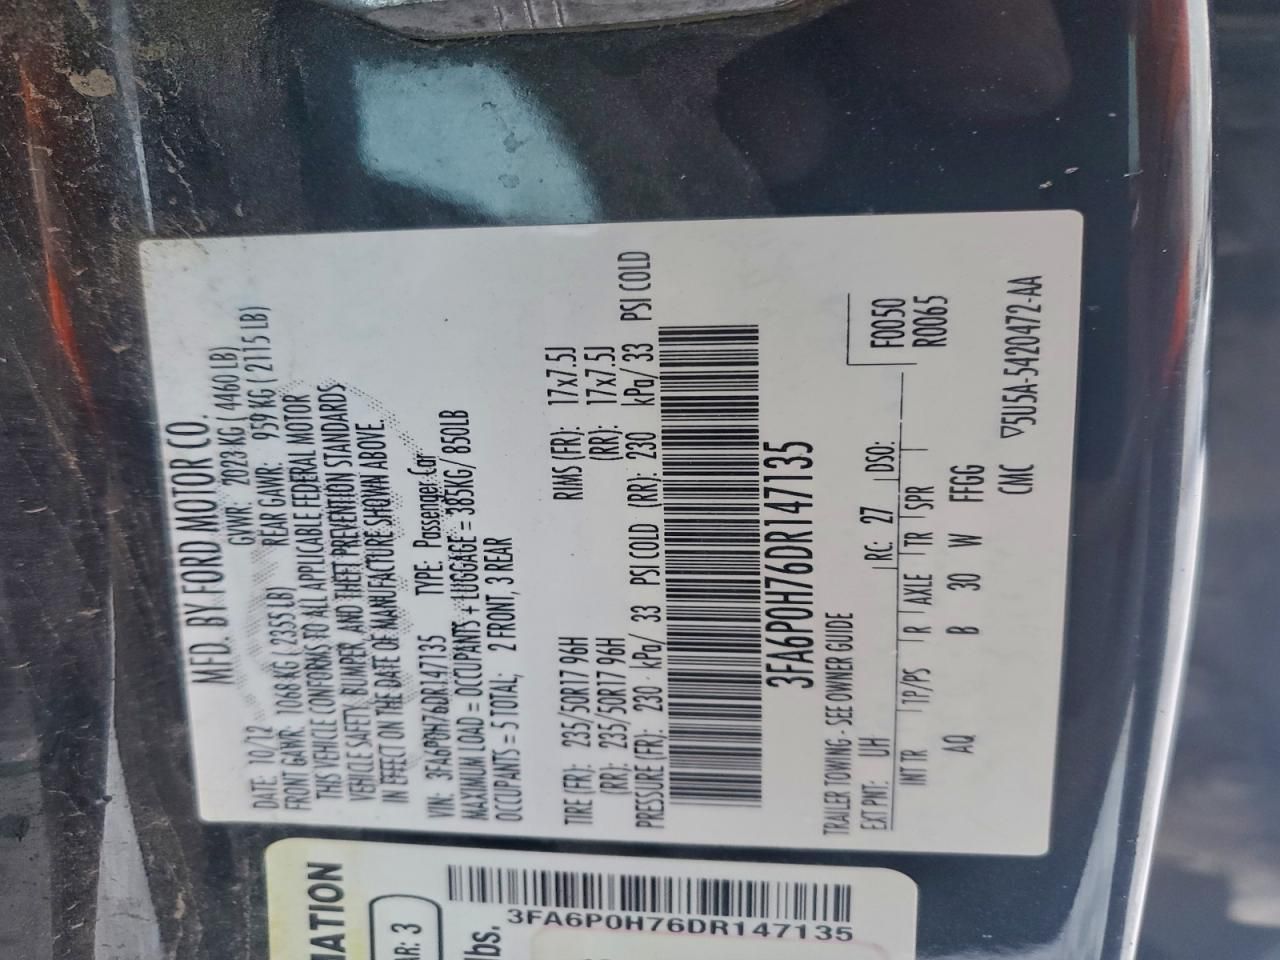 MFD. BY FORD MOTOR CO.
DATE: 10/12 GVWR: 2023 KG ( 4460 LB)
FRONT GAWR: 1068 KG ( 2355 LB) REAR GAWR: 959 KG ( 2115 LB)
THIS VEHICLE CONFORMS TO ALL APPLICABLE FEDERAL MOTOR
VEHICLE SAFETY, BUMPER, AND THEFT PREVENTION STANDARDS
IN EFFECT ON THE DATE OF MANUFACTURE SHOWN ABOVE.
VIN: 3FA6P0H76DR147135 TYPE: Passenger Car
MAXIMUM LOAD = OCCUPANTS + LUGGAGE = 385KG/ 850LB
OCCUPANTS = 5 TOTAL; 2 FRONT, 3 REAR
TIRE (FR): 235/50R17 96H RIMS (FR): 17x7.5J
(RR): 235/50R17 96H (RR): 17x7.5J
PRESSURE (FR): 230 kPa/ 33 PSI COLD (RR): 230 kPa/ 33 PSI COLD
3FA6P0H76DR147135
TRAILER TOWING - SEE OWNER GUIDE
EXT PNT: UH RC: 27 DSO: F0050
R0065
INT TR TP/PS R AXLE TR SPR
AQ B 30 W FFGG
CMC ▽5U5A-5420472-AA
MATION
AR: 3
lbs.
3FA6P0H76DR147135